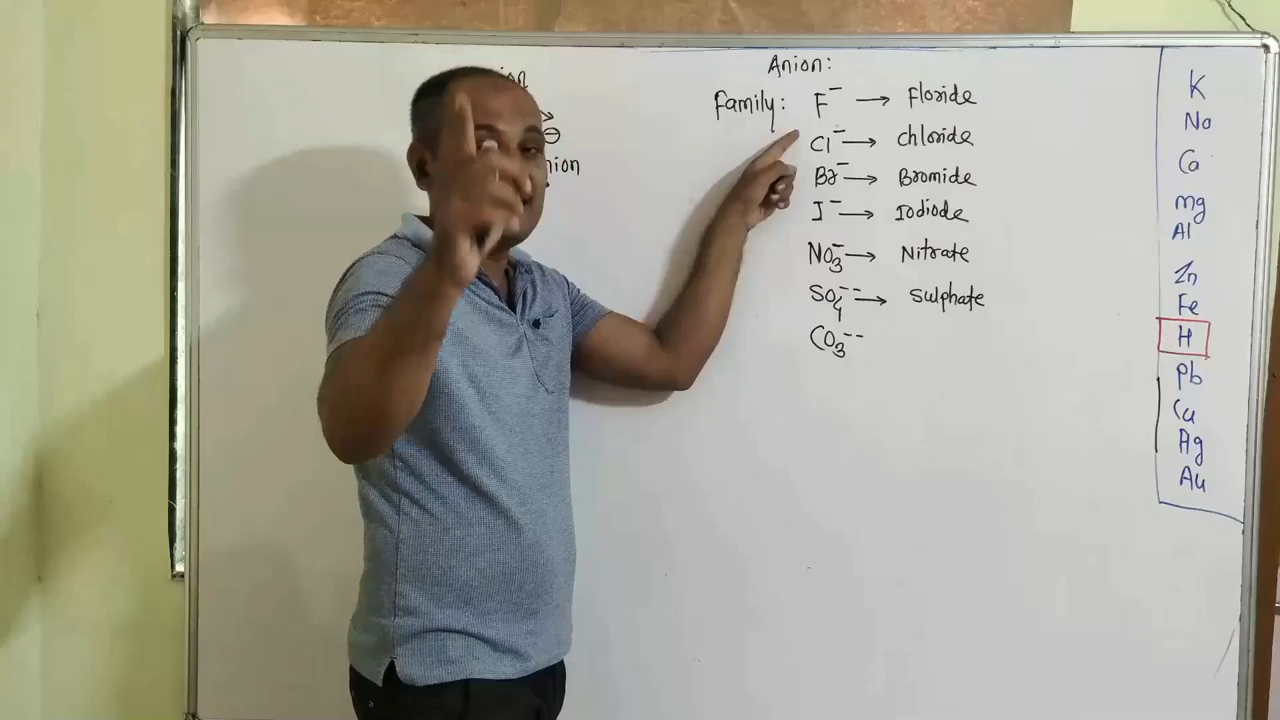 Anion:
Family: F⁻ → Floride
Cl⁻ → chloride
Br⁻ → Bromide
I⁻ → Iodiode
NO₃⁻ → Nitrate
SO₄⁻⁻ → sulphate
CO₃⁻⁻
→
⊖
K
Na
Ca
mg
Al
Zn
Fe
H
Pb
Cu
Ag
Au